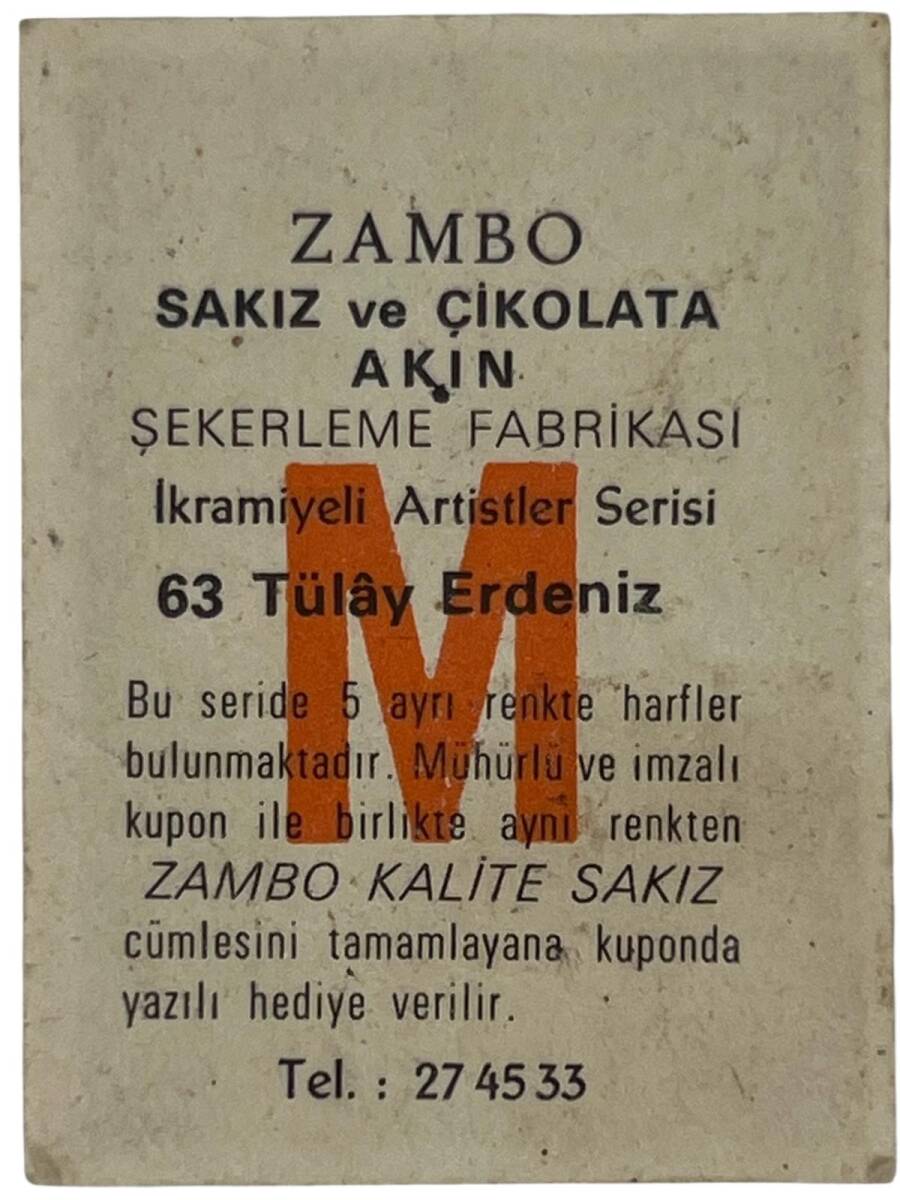 ZAMBO
SAKIZ ve ÇİKOLATA
AKIN
ŞEKERLEME FABRİKASI
M
İkramiyeli Artistler Serisi
63 Tülây Erdeniz
Bu seride 5 ayrı renkte harfler
bulunmaktadır. Mühürlü ve imzalı
kupon ile birlikte ayni renkten
ZAMBO KALİTE SAKIZ
cümlesini tamamlayana kuponda
yazılı hediye verilir.
Tel. : 27 45 33